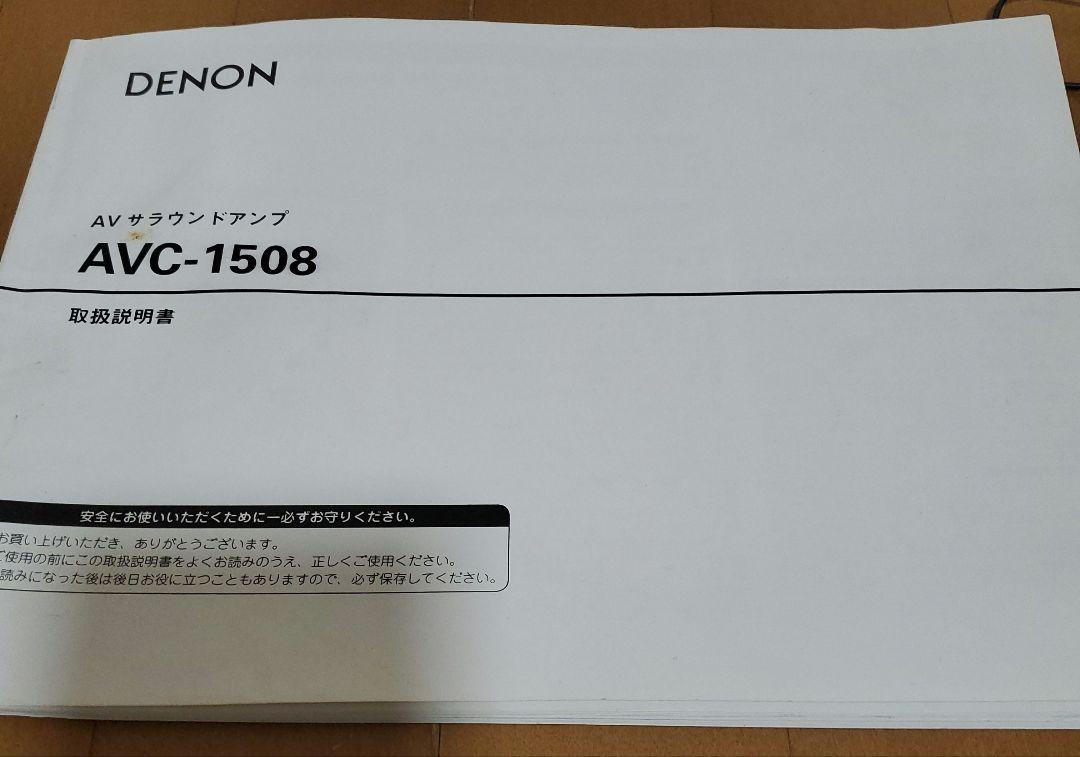 DENON
AV サラウンドアンプ
AVC-1508
取扱説明書
安全にお使いいただくために―必ずお守りください。
お買い上げいただき、ありがとうございます。
ご使用の前にこの取扱説明書をよくお読みのうえ、正しくご使用ください。
読みになった後は後日お役に立つこともありますので、必ず保存してください。